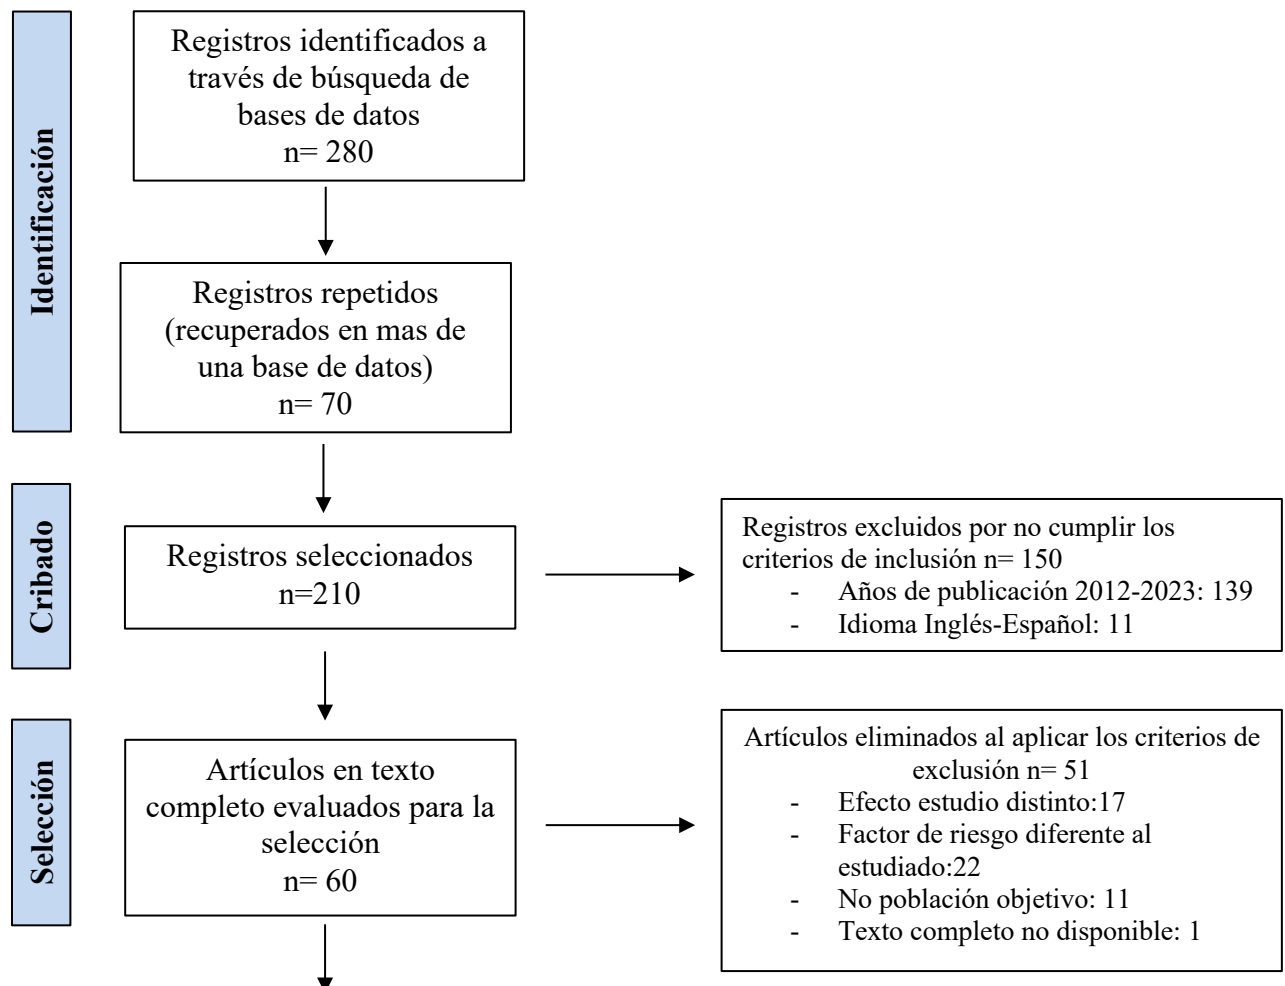 Identificación
Registros identificados a
través de búsqueda de
bases de datos
n= 280
Registros repetidos
(recuperados en mas de
una base de datos)
n= 70
Cribado
Registros seleccionados
n=210
Registros excluidos por no cumplir los
criterios de inclusión n= 150
- Años de publicación 2012-2023: 139
- Idioma Inglés-Español: 11
Selección
Artículos en texto
completo evaluados para la
selección
n= 60
Artículos eliminados al aplicar los criterios de
exclusión n= 51
- Efecto estudio distinto:17
- Factor de riesgo diferente al
estudiado:22
- No población objetivo: 11
- Texto completo no disponible: 1